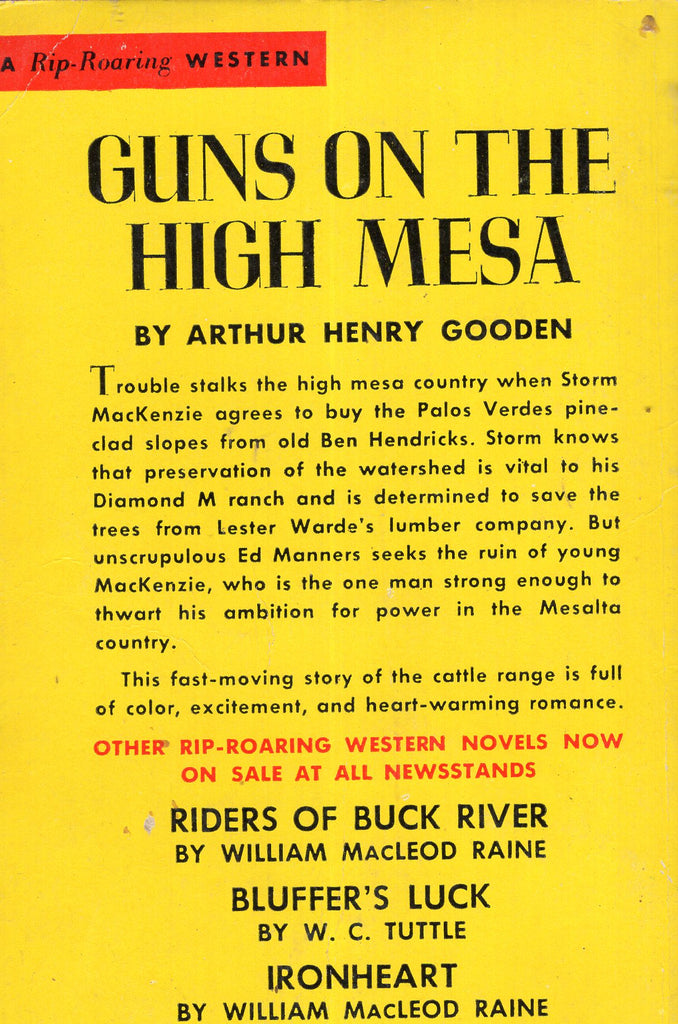 A Rip-Roaring WESTERN
GUNS ON THE
HIGH MESA
BY ARTHUR HENRY GOODEN
Trouble stalks the high mesa country when Storm
MacKenzie agrees to buy the Palos Verdes pine-
clad slopes from old Ben Hendricks. Storm knows
that preservation of the watershed is vital to his
Diamond M ranch and is determined to save the
trees from Lester Warde's lumber company. But
unscrupulous Ed Manners seeks the ruin of young
MacKenzie, who is the one man strong enough to
thwart his ambition for power in the Mesalta
country.
This fast-moving story of the cattle range is full
of color, excitement, and heart-warming romance.
OTHER RIP-ROARING WESTERN NOVELS NOW
ON SALE AT ALL NEWSSTANDS
RIDERS OF BUCK RIVER
BY WILLIAM MACLEOD RAINE
BLUFFER'S LUCK
BY W. C. TUTTLE
IRONHEART
BY WILLIAM MACLEOD RAINE